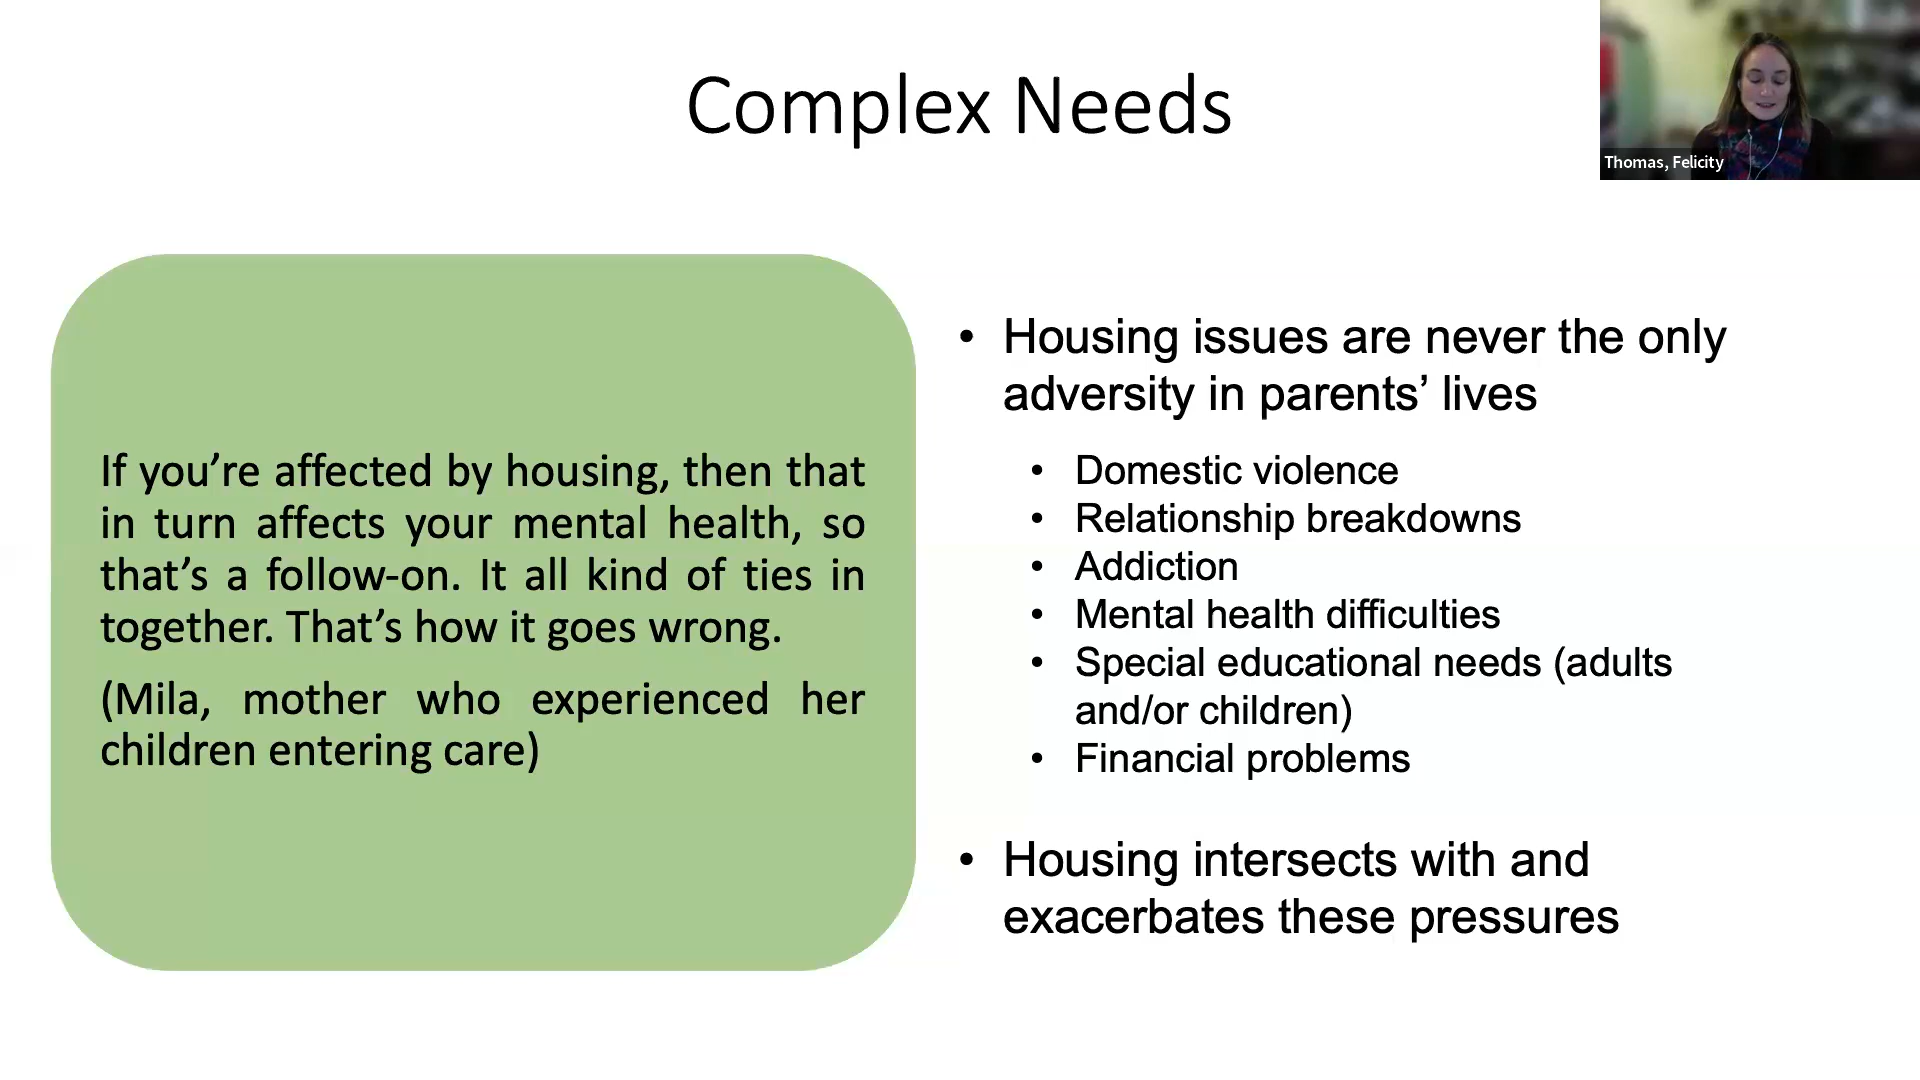 Complex Needs
Thomas, Felicity
If you’re affected by housing, then that
in turn affects your mental health, so
that’s a follow-on. It all kind of ties in
together. That’s how it goes wrong.
(Mila, mother who experienced her
children entering care)
• Housing issues are never the only
adversity in parents’ lives
• Domestic violence
• Relationship breakdowns
• Addiction
• Mental health difficulties
• Special educational needs (adults
and/or children)
• Financial problems
• Housing intersects with and
exacerbates these pressures